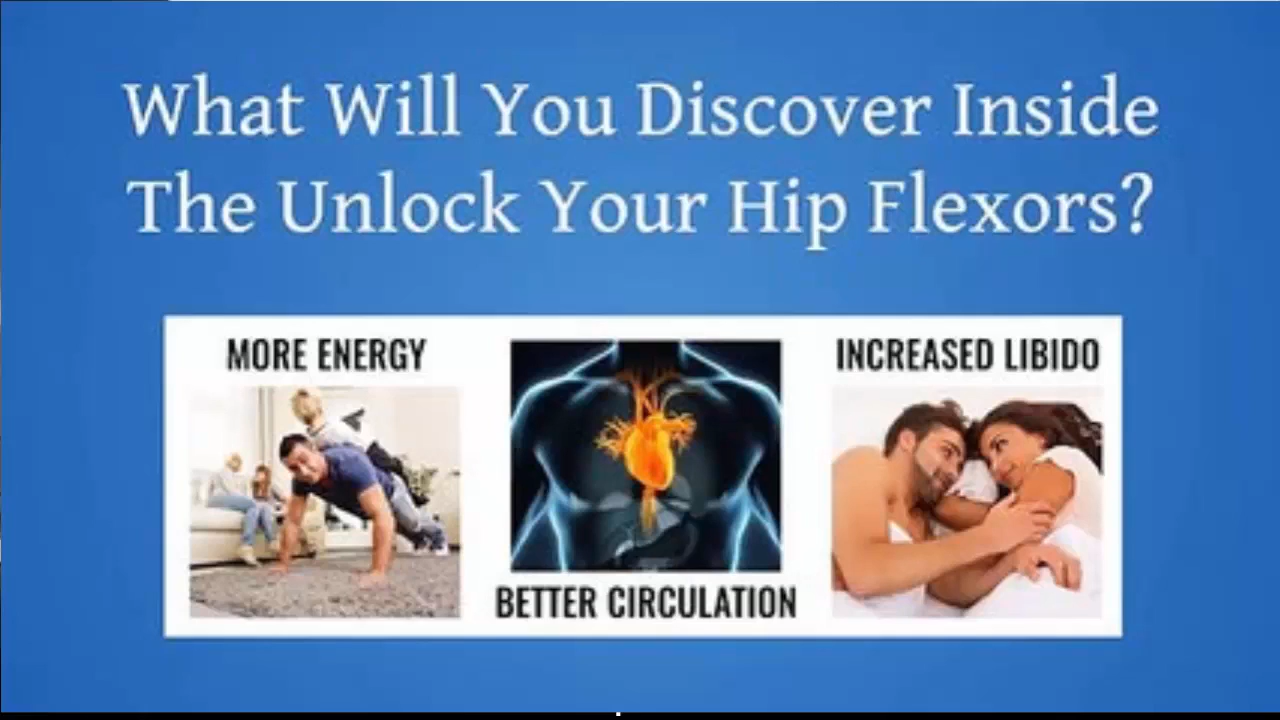 What Will You Discover Inside
The Unlock Your Hip Flexors?
MORE ENERGY
BETTER CIRCULATION
INCREASED LIBIDO